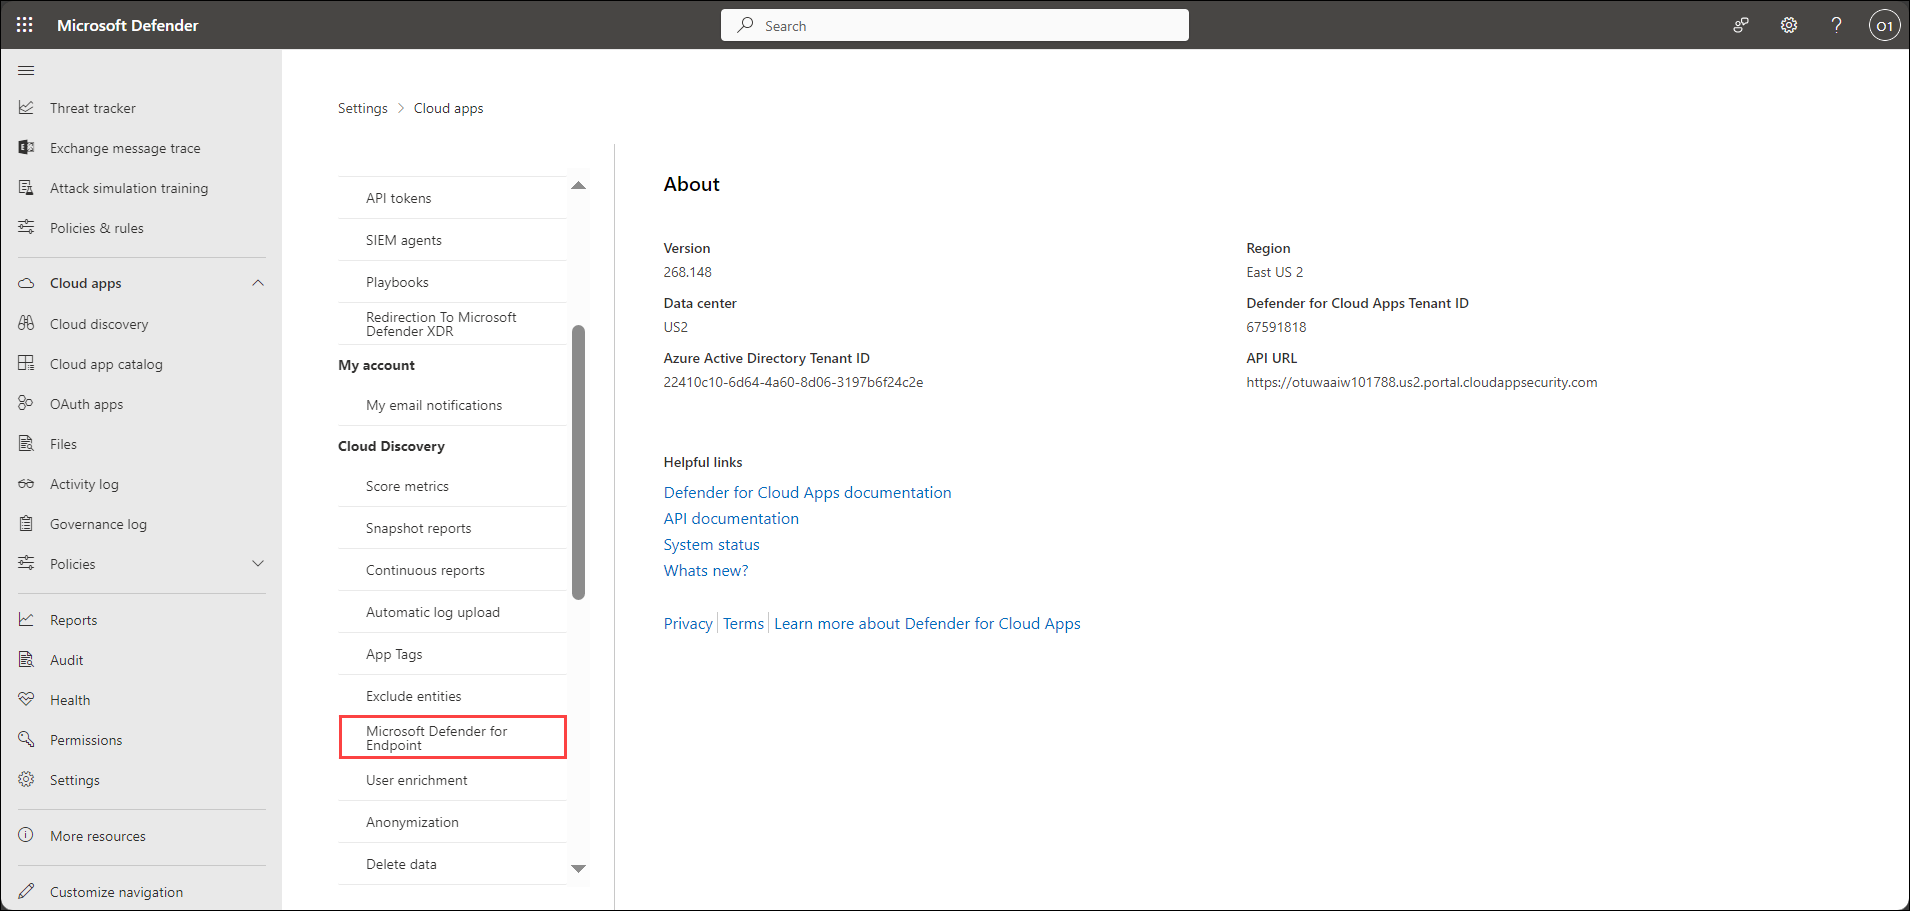 Microsoft Defender
Search
O1
Threat tracker
Exchange message trace
Attack simulation training
Policies & rules
Cloud apps
Cloud discovery
Cloud app catalog
OAuth apps
Files
Activity log
Governance log
Policies
Reports
Audit
Health
Permissions
Settings
More resources
Customize navigation
Settings > Cloud apps
API tokens
SIEM agents
Playbooks
Redirection To Microsoft
Defender XDR
My account
My email notifications
Cloud Discovery
Score metrics
Snapshot reports
Continuous reports
Automatic log upload
App Tags
Exclude entities
Microsoft Defender for
Endpoint
User enrichment
Anonymization
Delete data
About
Version
268.148
Region
East US 2
Data center
US2
Defender for Cloud Apps Tenant ID
67591818
Azure Active Directory Tenant ID
22410c10-6d64-4a60-8d06-3197b6f24c2e
API URL
https://otuwaaiw101788.us2.portal.cloudappsecurity.com
Helpful links
Defender for Cloud Apps documentation
API documentation
System status
Whats new?
Privacy | Terms | Learn more about Defender for Cloud Apps